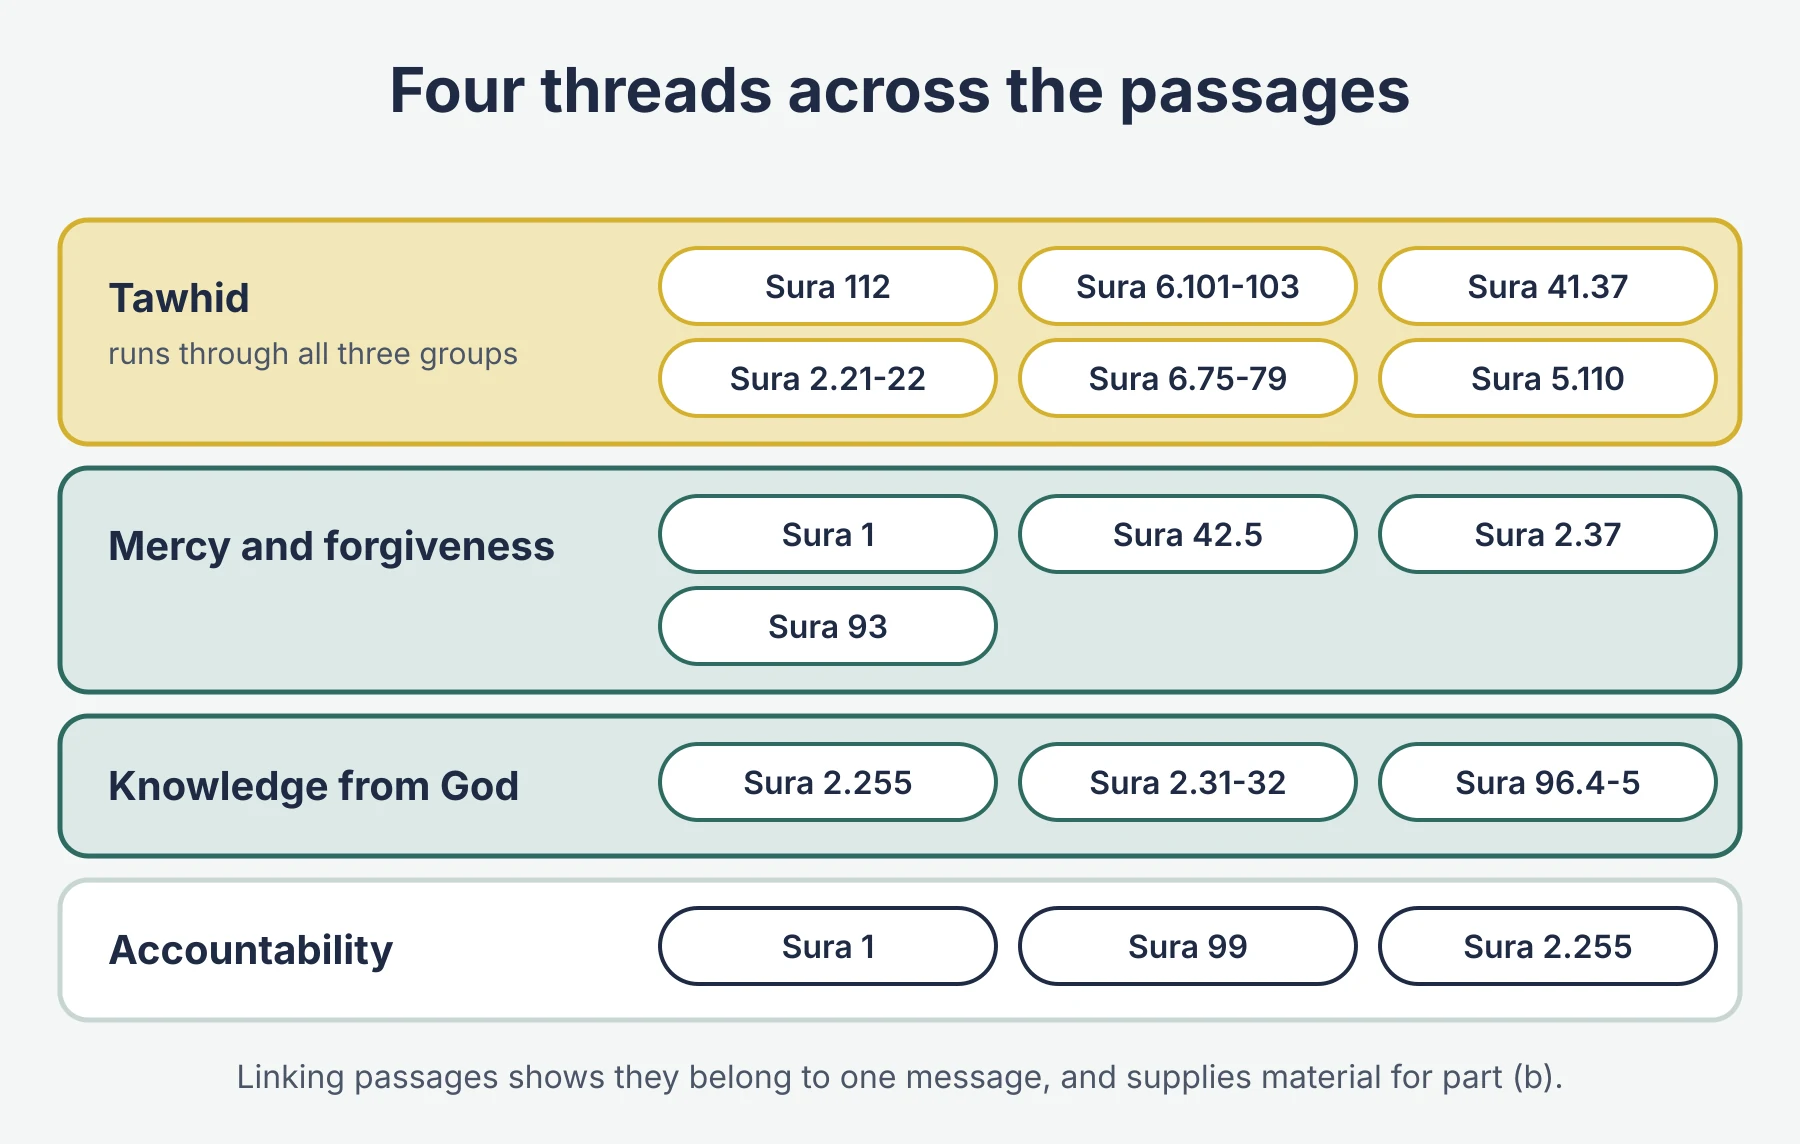 Four threads across the passages
Tawhid
runs through all three groups
Sura 112
Sura 6.101-103
Sura 41.37
Sura 2.21-22
Sura 6.75-79
Sura 5.110
Mercy and forgiveness
Sura 1
Sura 42.5
Sura 2.37
Sura 93
Knowledge from God
Sura 2.255
Sura 2.31-32
Sura 96.4-5
Accountability
Sura 1
Sura 99
Sura 2.255
Linking passages shows they belong to one message, and supplies material for part (b).